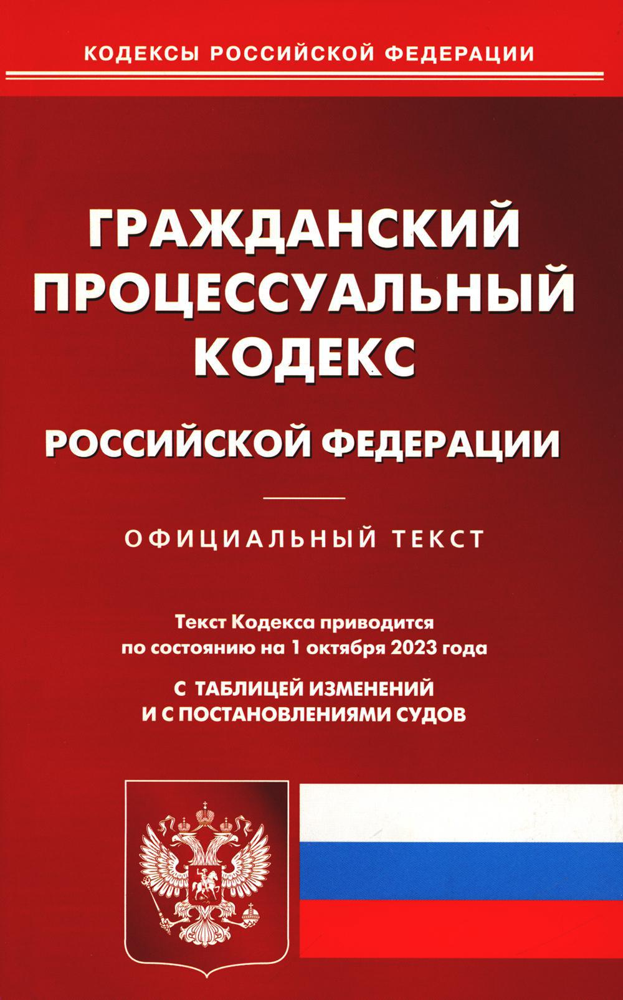 КОДЕКСЫ РОССИЙСКОЙ ФЕДЕРАЦИИ
ГРАЖДАНСКИЙ
ПРОЦЕССУАЛЬНЫЙ
КОДЕКС
РОССИЙСКОЙ ФЕДЕРАЦИИ
ОФИЦИАЛЬНЫЙ ТЕКСТ
Текст Кодекса приводится
по состоянию на 1 октября 2023 года
С ТАБЛИЦЕЙ ИЗМЕНЕНИЙ
И С ПОСТАНОВЛЕНИЯМИ СУДОВ